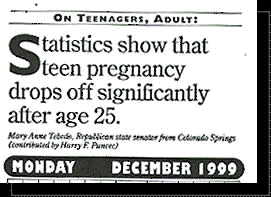 ON TEENAGERS, ADULT:
Statistics show that
teen pregnancy
drops off significantly
after age 25.
Mary Anne Tebedo, Republican state senator from Colorado Springs
(contributed by Harry F. Puncec)
MONDAY DECEMBER 1999